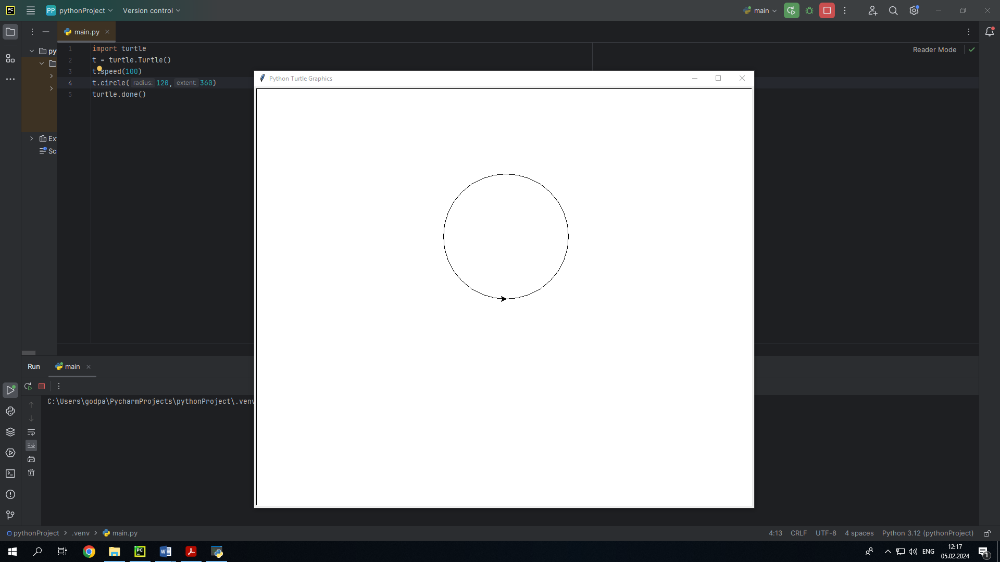 PC PP pythonProject Version control main
main.py
Reader Mode
py
Ex
Sc
1 import turtle
2 t = turtle.Turtle()
3 t.speed(100)
4 t.circle( radius: 120, extent: 360)
5 turtle.done()
Python Turtle Graphics
Run main
C:\Users\godpa\PycharmProjects\pythonProject\.venv
pythonProject > .venv > main.py 4:13 CRLF UTF-8 4 spaces Python 3.12 (pythonProject)
PC W ENG 12:17
05.02.2024 1